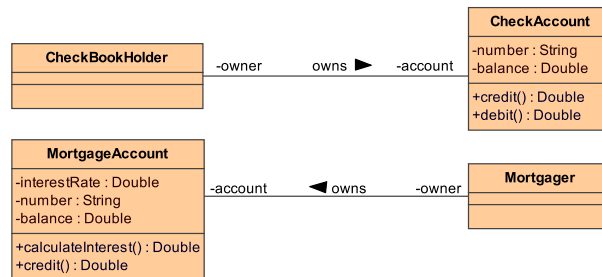 CheckAccount
-number : String
-balance : Double
+credit() : Double
+debit() : Double
CheckBookHolder
-owner owns -account
MortgageAccount
-interestRate : Double
-number : String
-balance : Double
+calculateInterest() : Double
+credit() : Double
-account owns -owner
Mortgager